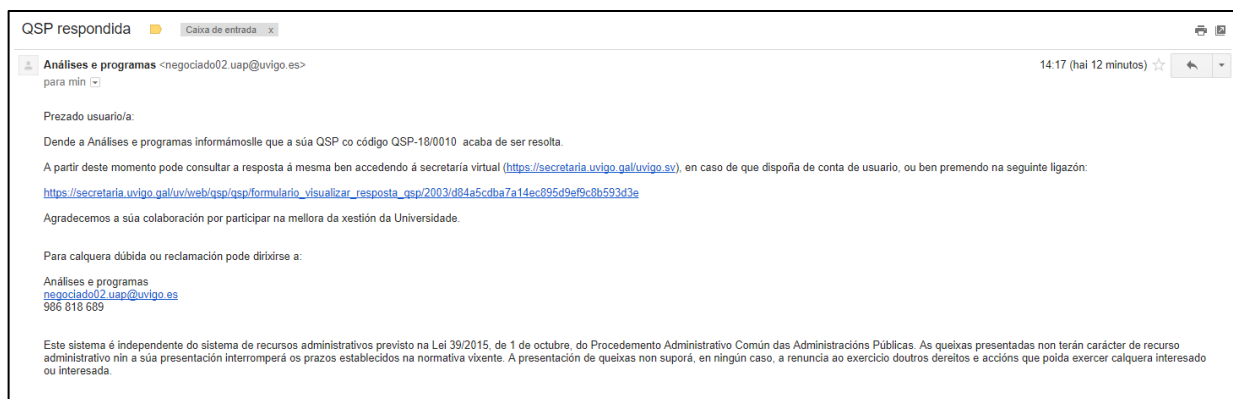 QSP respondida Caixa de entrada x
Análises e programas <negociado02.uap@uvigo.es> 14:17 (hai 12 minutos)
para min
Prezado usuario/a:
Dende a Análises e programas informámoslle que a súa QSP co código QSP-18/0010 acaba de ser resolta.
A partir deste momento pode consultar a resposta á mesma ben accedendo á secretaría virtual (https://secretaria.uvigo.gal/uvigo.sv), en caso de que dispoña de conta de usuario, ou ben premendo na seguinte ligazón:
https://secretaria.uvigo.gal/uv/web/qsp/qsp/formulario_visualizar_resposta_qsp/2003/d84a5cdba7a14ec895d9ef9c8b593d3e
Agradecemos a súa colaboración por participar na mellora da xestión da Universidade.
Para calquera dúbida ou reclamación pode dirixirse a:
Análises e programas
negociado02.uap@uvigo.es
986 818 689
Este sistema é independente do sistema de recursos administrativos previsto na Lei 39/2015, de 1 de octubre, do Procedemento Administrativo Común das Administracións Públicas. As queixas presentadas non terán carácter de recurso
administrativo nin a súa presentación interromperá os prazos establecidos na normativa vixente. A presentación de queixas non suporá, en ningún caso, a renuncia ao exercicio doutros dereitos e accións que poida exercer calquera interesado
ou interesada.